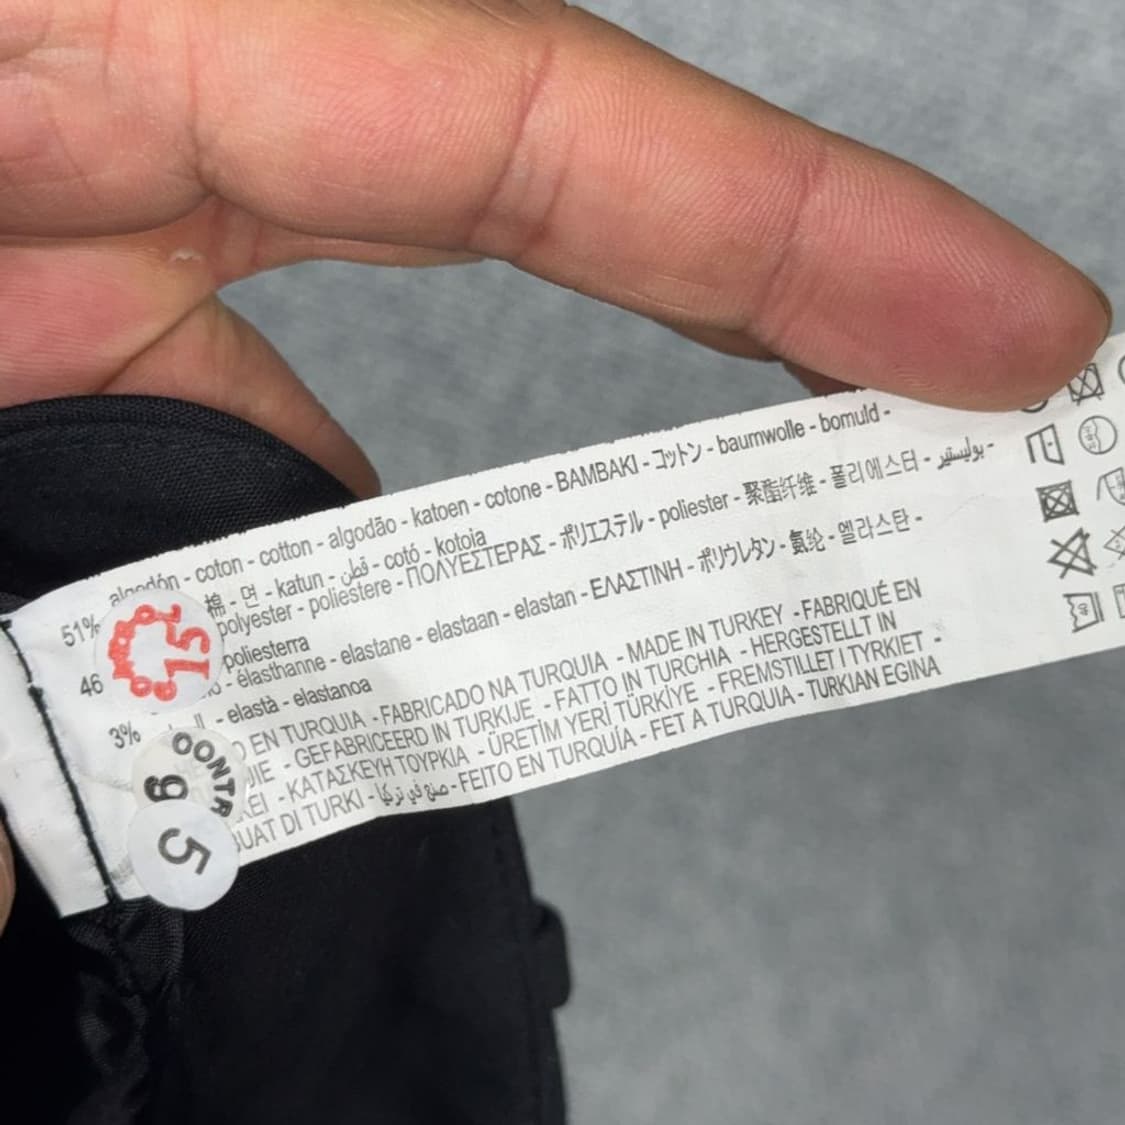 51% algodón - coton - cotton - algodão - katoen - cotone - BAMBAKI - コットン - baumwolle - bomuld -
棉 - 면 - katun - قطن - cotó - kotoia
46 polyester - poliestere - ΠΟΛΥΕΣΤΕΡΑΣ - ポリエステル - poliester - 聚酯纤维 - 폴리에스터 - بوليستير -
poliesterra
3% - élasthanne - elastane - elastaan - elastan - ΕΛΑΣΤΙΝΗ - ポリウレタン - 氨纶 - 엘라스탄 -
- elastà - elastanoa
EN TURQUIA - FABRICADO NA TURQUIA - MADE IN TURKEY - FABRIQUÉ EN
- GEFABRICEERD IN TURKIJE - FATTO IN TURCHIA - HERGESTELLT IN
- ΚΑΤΑΣΚΕΥΗ ΤΟΥΡΚΙΑ - ÜRETİM YERİ TÜRKİYE - FREMSTILLET I TYRKIET -
DI TURKI - صنع في تركيا - FEITO EN TURQUÍA - FET A TURQUIA - TURKIAN EGINA
15
9
5